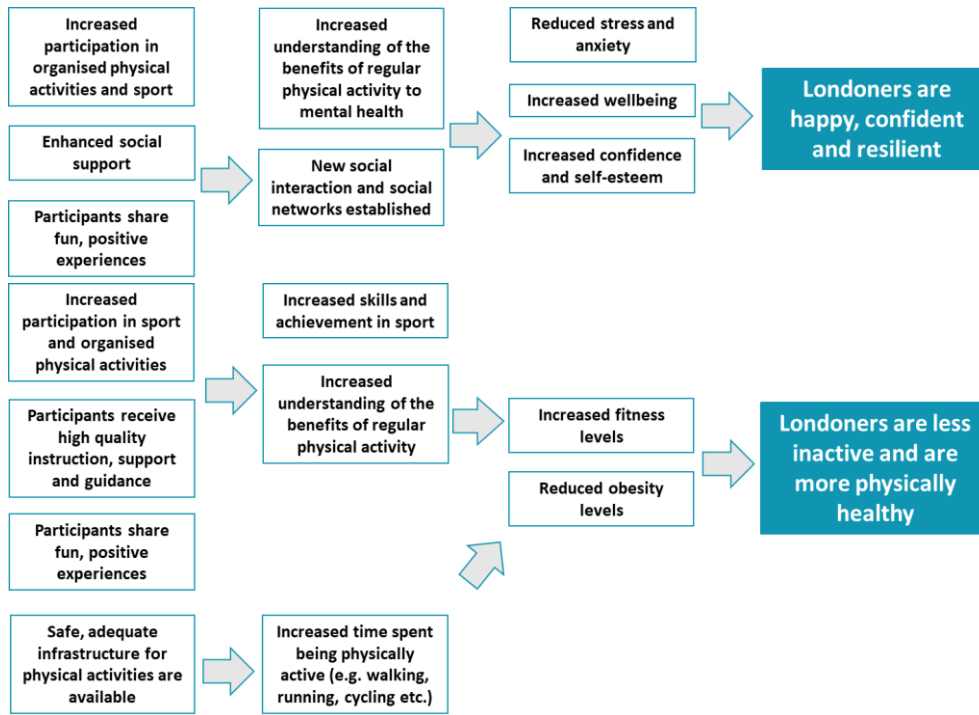 Increased
participation in
organised physical
activities and sport
Enhanced social
support
Participants share
fun, positive
experiences
Increased
understanding of the
benefits of regular
physical activity to
mental health
New social
interaction and social
networks established
Reduced stress and
anxiety
Increased wellbeing
Increased confidence
and self-esteem
Londoners are
happy, confident
and resilient
Increased
participation in sport
and organised
physical activities
Participants receive
high quality
instruction, support
and guidance
Participants share
fun, positive
experiences
Increased skills and
achievement in sport
Increased
understanding of the
benefits of regular
physical activity
Increased fitness
levels
Reduced obesity
levels
Londoners are less
inactive and are
more physically
healthy
Safe, adequate
infrastructure for
physical activities are
available
Increased time spent
being physically
active (e.g. walking,
running, cycling etc.)